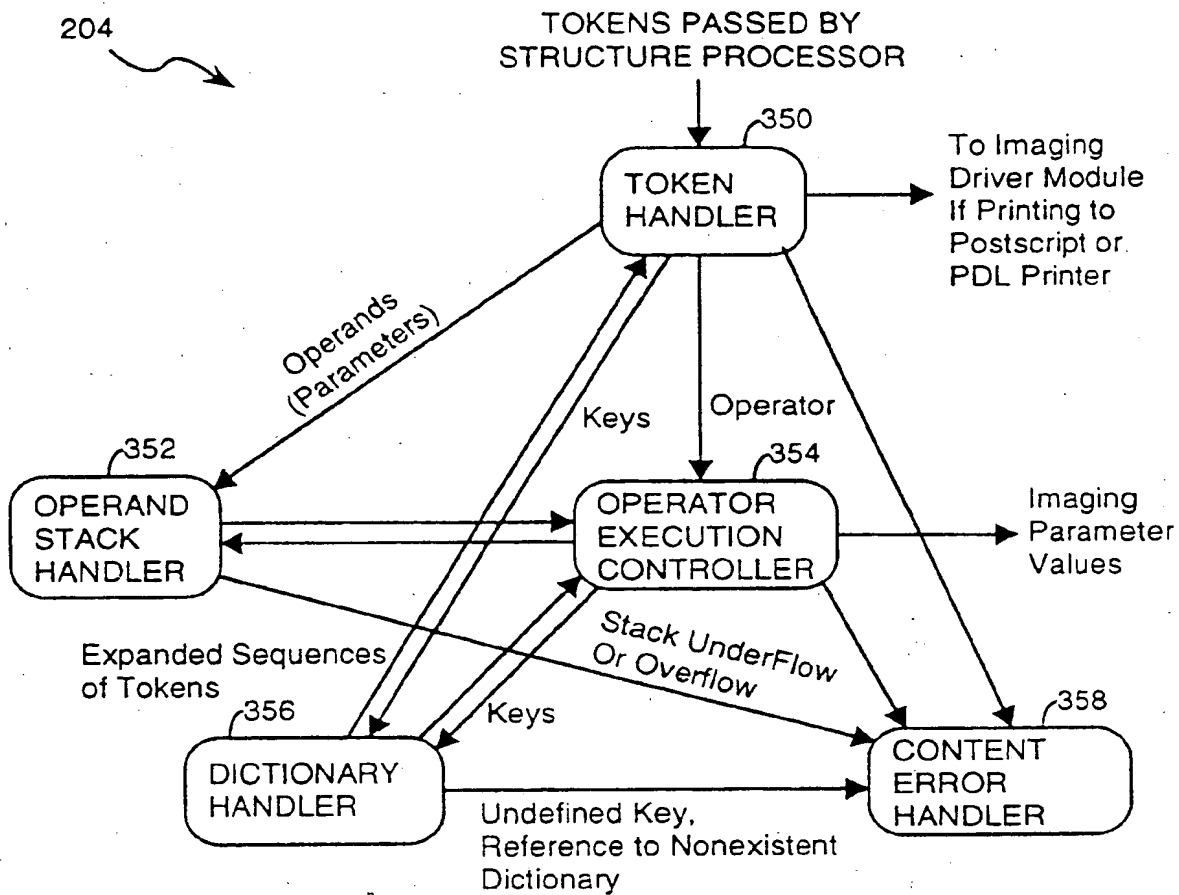 204
TOKENS PASSED BY
STRUCTURE PROCESSOR
350
TOKEN
HANDLER
To Imaging
Driver Module
If Printing to
Postscript or
PDL Printer
Operands
(Parameters)
Keys
Operator
352
OPERAND
STACK
HANDLER
354
OPERATOR
EXECUTION
CONTROLLER
Imaging
Parameter
Values
Expanded Sequences
of Tokens
Stack UnderFlow
Or Overflow
356
Keys
358
DICTIONARY
HANDLER
CONTENT
ERROR
HANDLER
Undefined Key,
Reference to Nonexistent
Dictionary